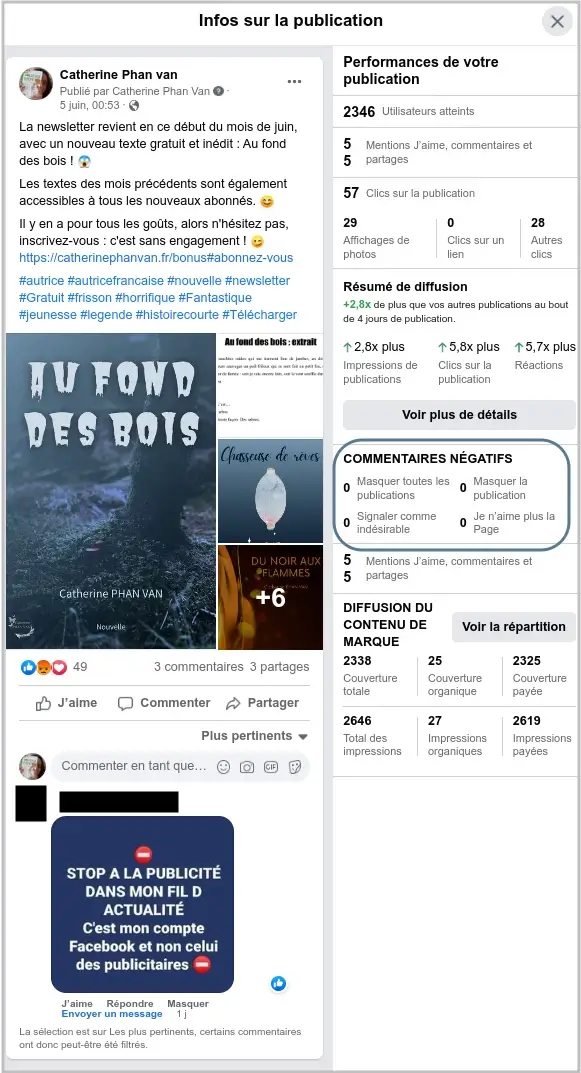 Infos sur la publication
Catherine Phan van
Publié par Catherine Phan Van ·
5 juin, 00:53 ·
La newsletter revient en ce début du mois de juin,
avec un nouveau texte gratuit et inédit : Au fond
des bois ! 😱
Les textes des mois précédents sont également
accessibles à tous les nouveaux abonnés. 😄
Il y en a pour tous les goûts, alors n'hésitez pas,
inscrivez-vous : c'est sans engagement ! 😜
https://catherinephanvan.fr/bonus#abonnez-vous
#autrice #autricefrancaise #nouvelle #newsletter
#Gratuit #frisson #horrifique #Fantastique
#jeunesse #legende #histoirecourte #Télécharger
AU FOND
DES BOIS
Catherine PHAN VAN
Nouvelle
Au fond des bois : extrait
Chasseuse de rêves
DU NOIR AUX
FLAMMES
+6
49
3 commentaires 3 partages
J'aime Commenter Partager
Plus pertinents
Commenter en tant que…
GIF
⛔
STOP A LA PUBLICITÉ
DANS MON FIL D
ACTUALITÉ
C'est mon compte
Facebook et non celui
des publicitaires ⛔
J'aime Répondre Masquer
Envoyer un message 1 j
La sélection est sur Les plus pertinents, certains commentaires
ont donc peut-être été filtrés.
Performances de votre
publication
2346 Utilisateurs atteints
55 Mentions J'aime, commentaires et
partages
57 Clics sur la publication
29 0 28
Affichages de Clics sur un Autres
photos lien clics
Résumé de diffusion
+2,8x de plus que vos autres publications au bout
de 4 jours de publication.
2,8x plus 5,8x plus 5,7x plus
Impressions de Clics sur la Réactions
publications publication
Voir plus de détails
COMMENTAIRES NÉGATIFS
0 Masquer toutes les publications
0 Masquer la publication
0 Signaler comme indésirable
0 Je n'aime plus la Page
55 Mentions J'aime, commentaires et
partages
DIFFUSION DU
CONTENU DE
MARQUE
Voir la répartition
2338 25 2325
Couverture Couverture Couverture
totale organique payée
2646 27 2619
Total des Impressions Impressions
impressions organiques payées